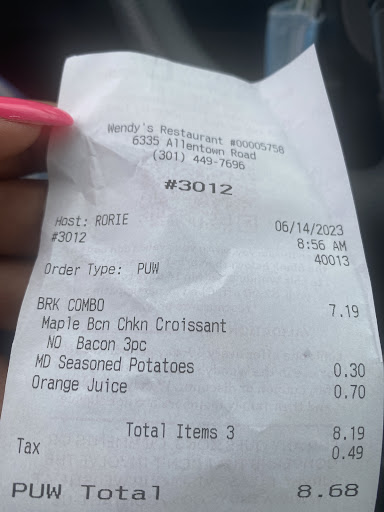 Wendy's Restaurant #00005758
6335 Allentown Road
(301) 449-7696
#3012
Host: RORIE 06/14/2023
#3012 8:56 AM
40013
Order Type: PUW
BRK COMBO 7.19
Maple Bcn Chkn Croissant
NO Bacon 3pc
MD Seasoned Potatoes 0.30
Orange Juice 0.70
Total Items 3 8.19
Tax 0.49
PUW Total 8.68